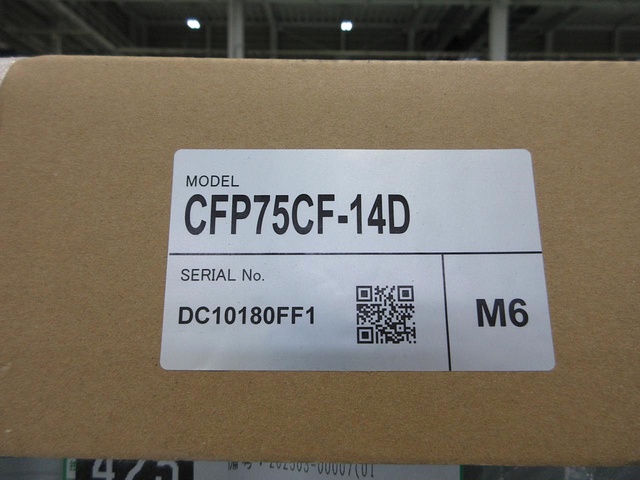 MODEL
CFP75CF-14D
SERIAL No.
DC10180FF1
M6